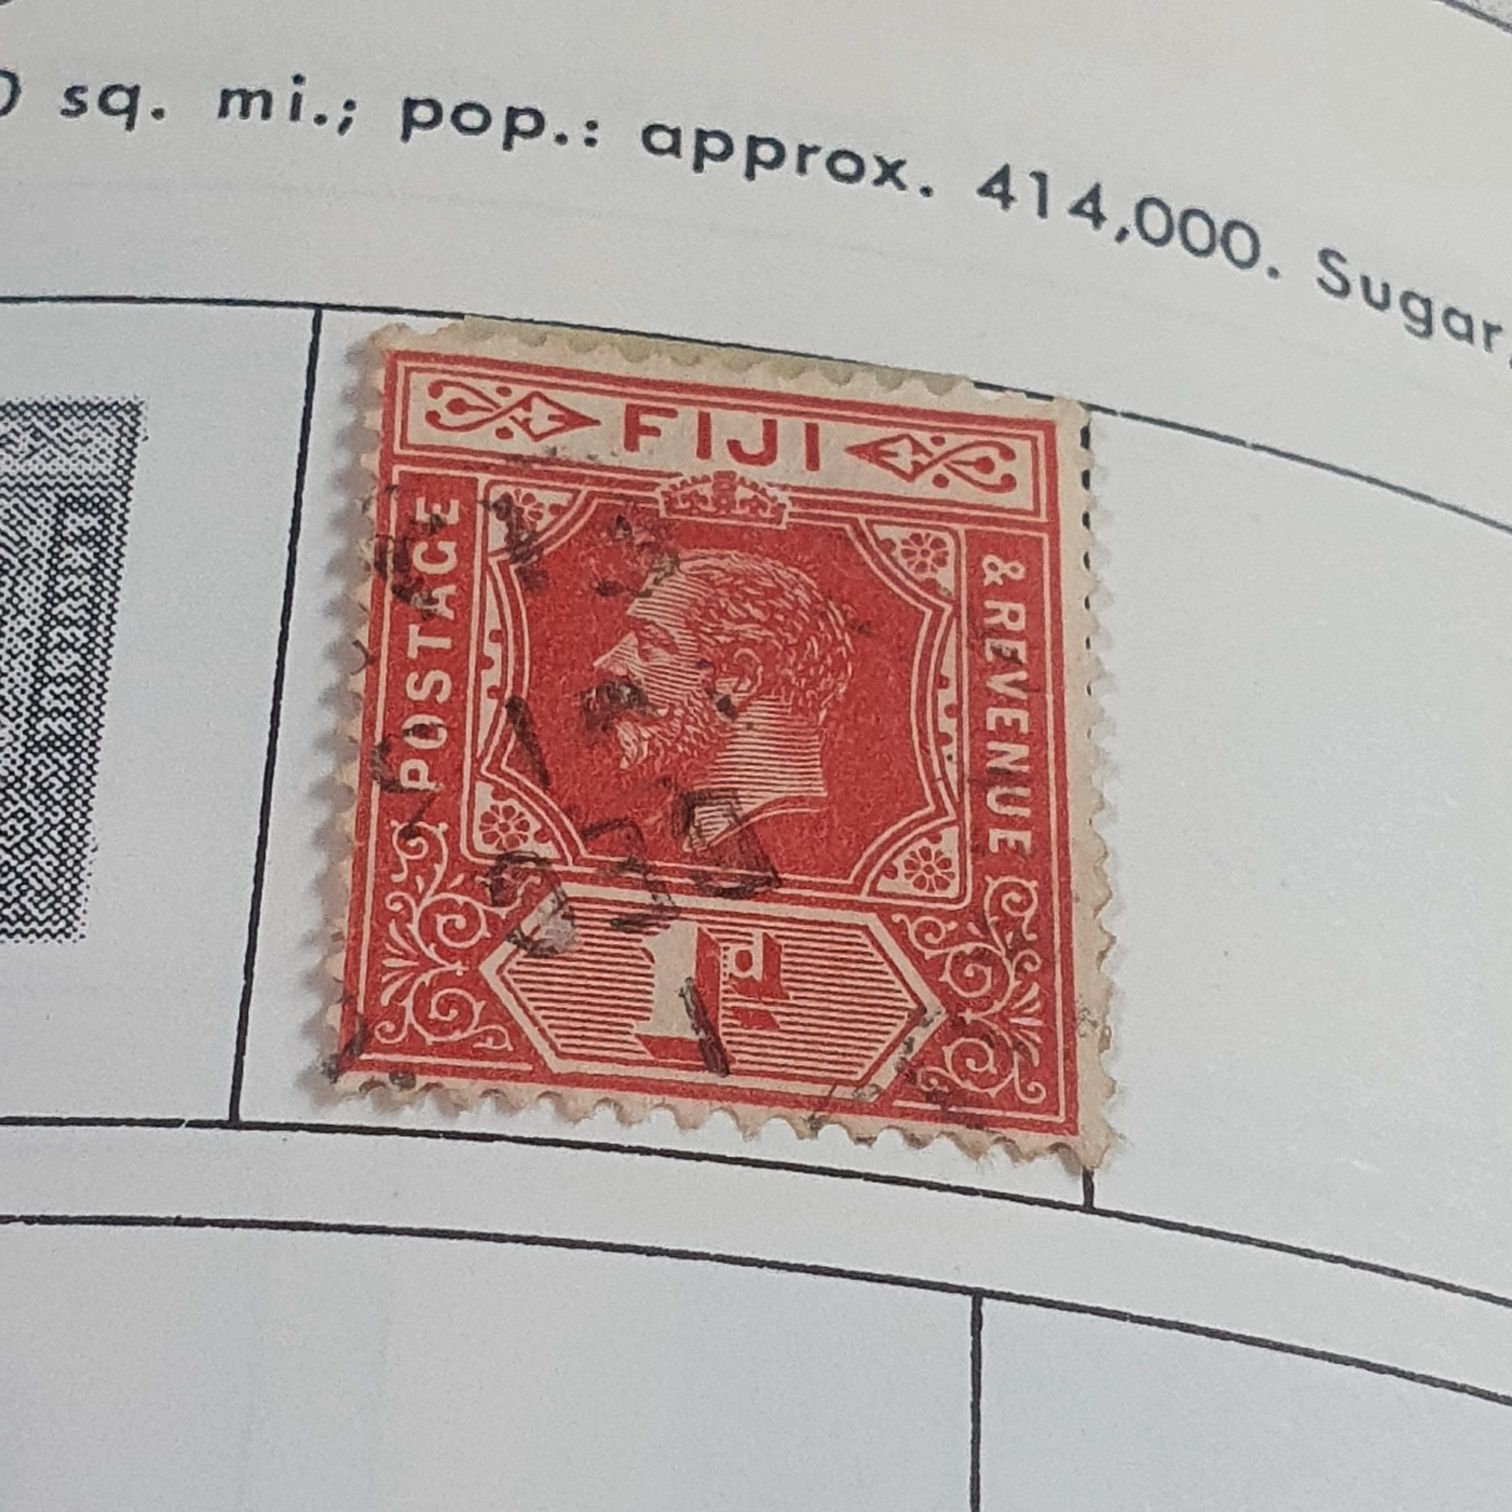 sq. mi.; pop.: approx. 414,000. Sugar,
FIJI
POSTAGE
& REVENUE
1d